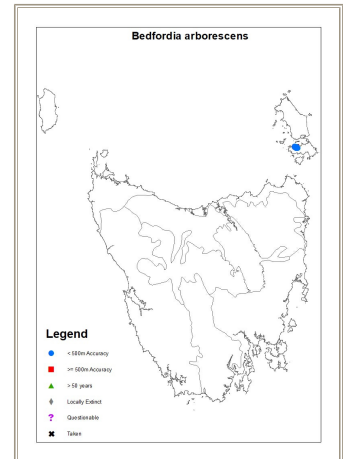 Bedfordia arborescens
Legend
< 500m Accuracy
>= 500m Accuracy
> 50 years
Locally Extinct
? Questionable
Taken